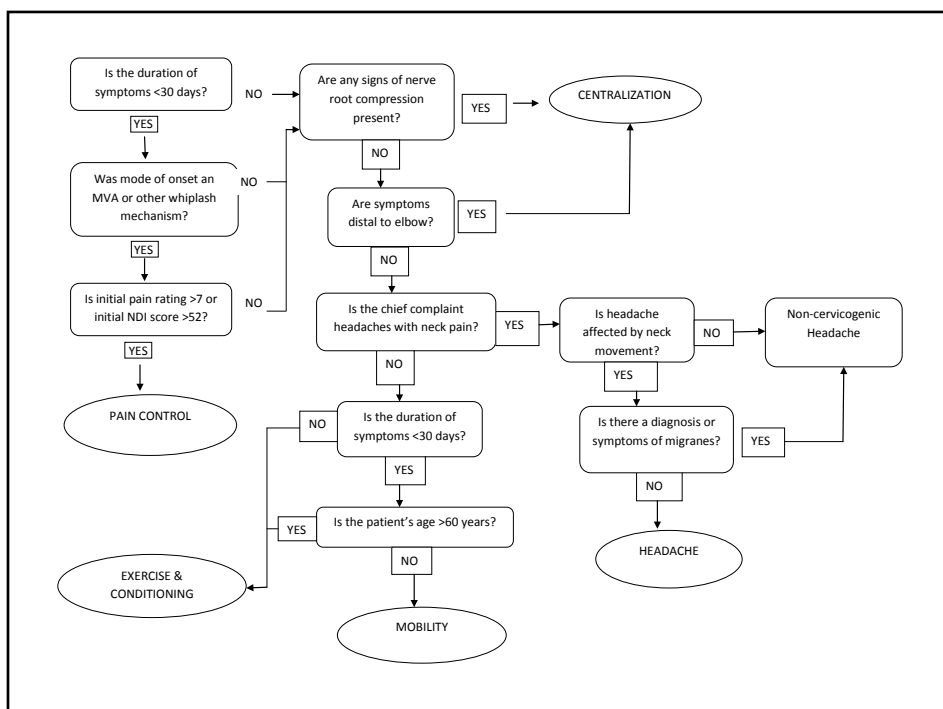 Is the duration of
symptoms <30 days?
NO
YES
Was mode of onset an
MVA or other whiplash
mechanism?
NO
YES
Is initial pain rating >7 or
initial NDI score >52?
NO
YES
PAIN CONTROL
Are any signs of nerve
root compression
present?
YES
CENTRALIZATION
NO
Are symptoms
distal to elbow?
YES
NO
Is the chief complaint
headaches with neck pain?
YES
Is headache
affected by neck
movement?
NO
Non-cervicogenic
Headache
YES
Is there a diagnosis or
symptoms of migranes?
YES
NO
HEADACHE
NO
Is the duration of
symptoms <30 days?
NO
YES
Is the patient’s age >60 years?
YES
NO
EXERCISE &
CONDITIONING
MOBILITY